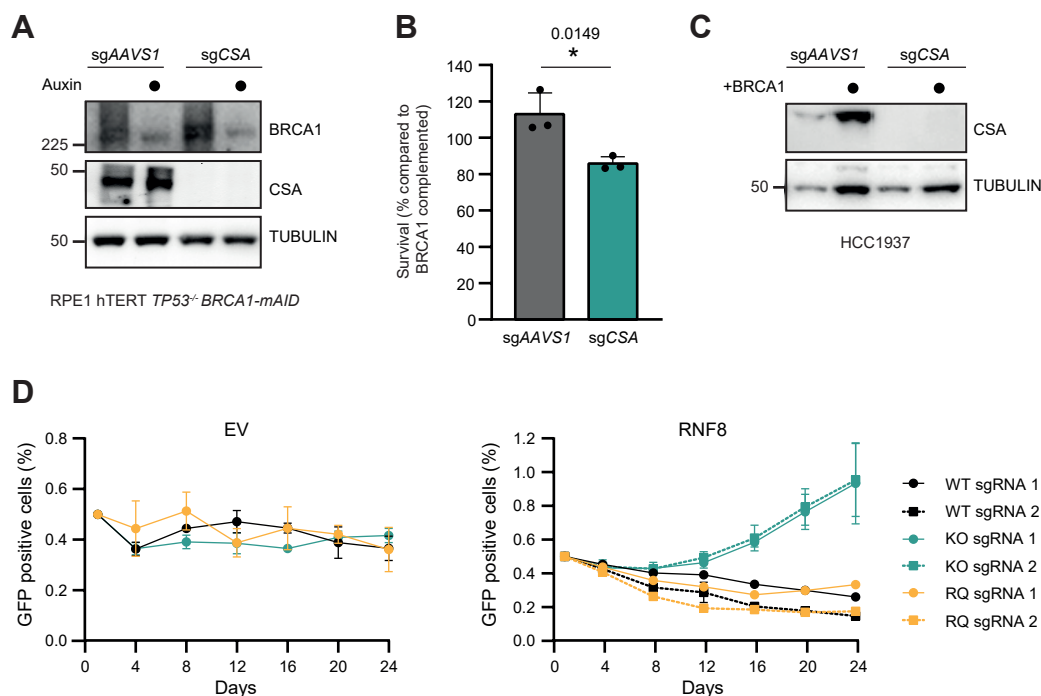 A
sgAAVS1 sgCSA
Auxin
BRCA1
225
50
CSA
50
TUBULIN
RPE1 hTERT TP53-/- BRCA1-mAID
B
0.0149
*
Survival (% compared to
BRCA1 complemented)
140
120
100
80
60
40
20
0
sgAAVS1 sgCSA
C
sgAAVS1 sgCSA
+BRCA1
CSA
50
TUBULIN
HCC1937
D
EV
GFP positive cells (%)
0.8
0.6
0.4
0.2
0.0
0 4 8 12 16 20 24
Days
RNF8
GFP positive cells (%)
1.2
1.0
0.8
0.6
0.4
0.2
0.0
0 4 8 12 16 20 24
Days
WT sgRNA 1
WT sgRNA 2
KO sgRNA 1
KO sgRNA 2
RQ sgRNA 1
RQ sgRNA 2